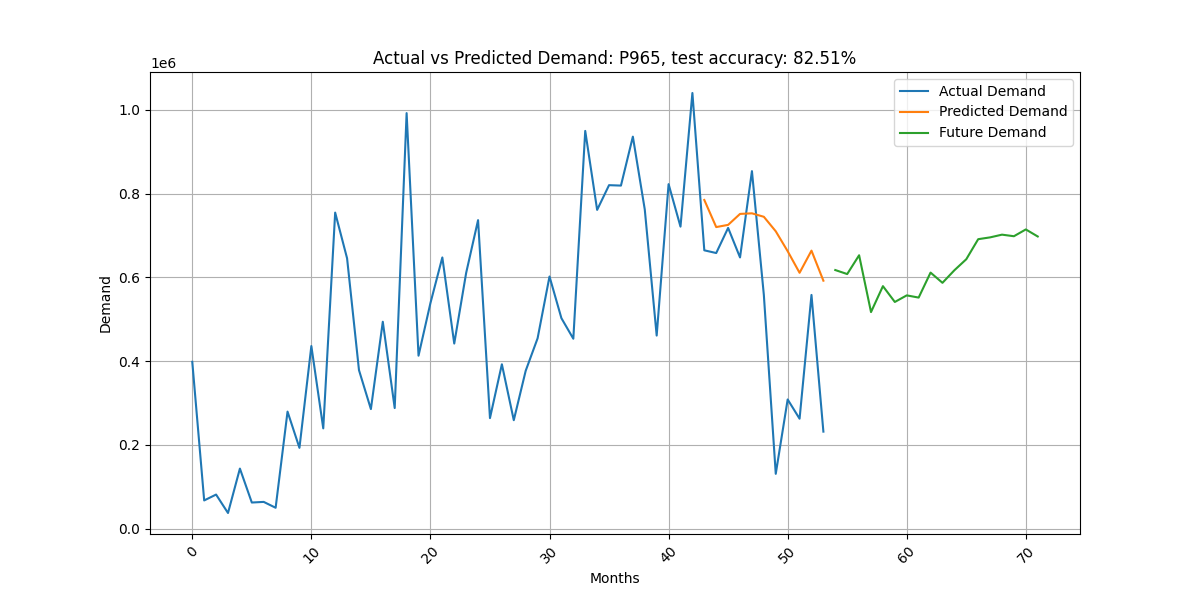 Actual vs Predicted Demand: P965, test accuracy: 82.51%
1e6
Actual Demand
Predicted Demand
Future Demand
1.0
0.8
0.6
0.4
0.2
0.0
Demand
0 10 20 30 40 50 60 70
Months